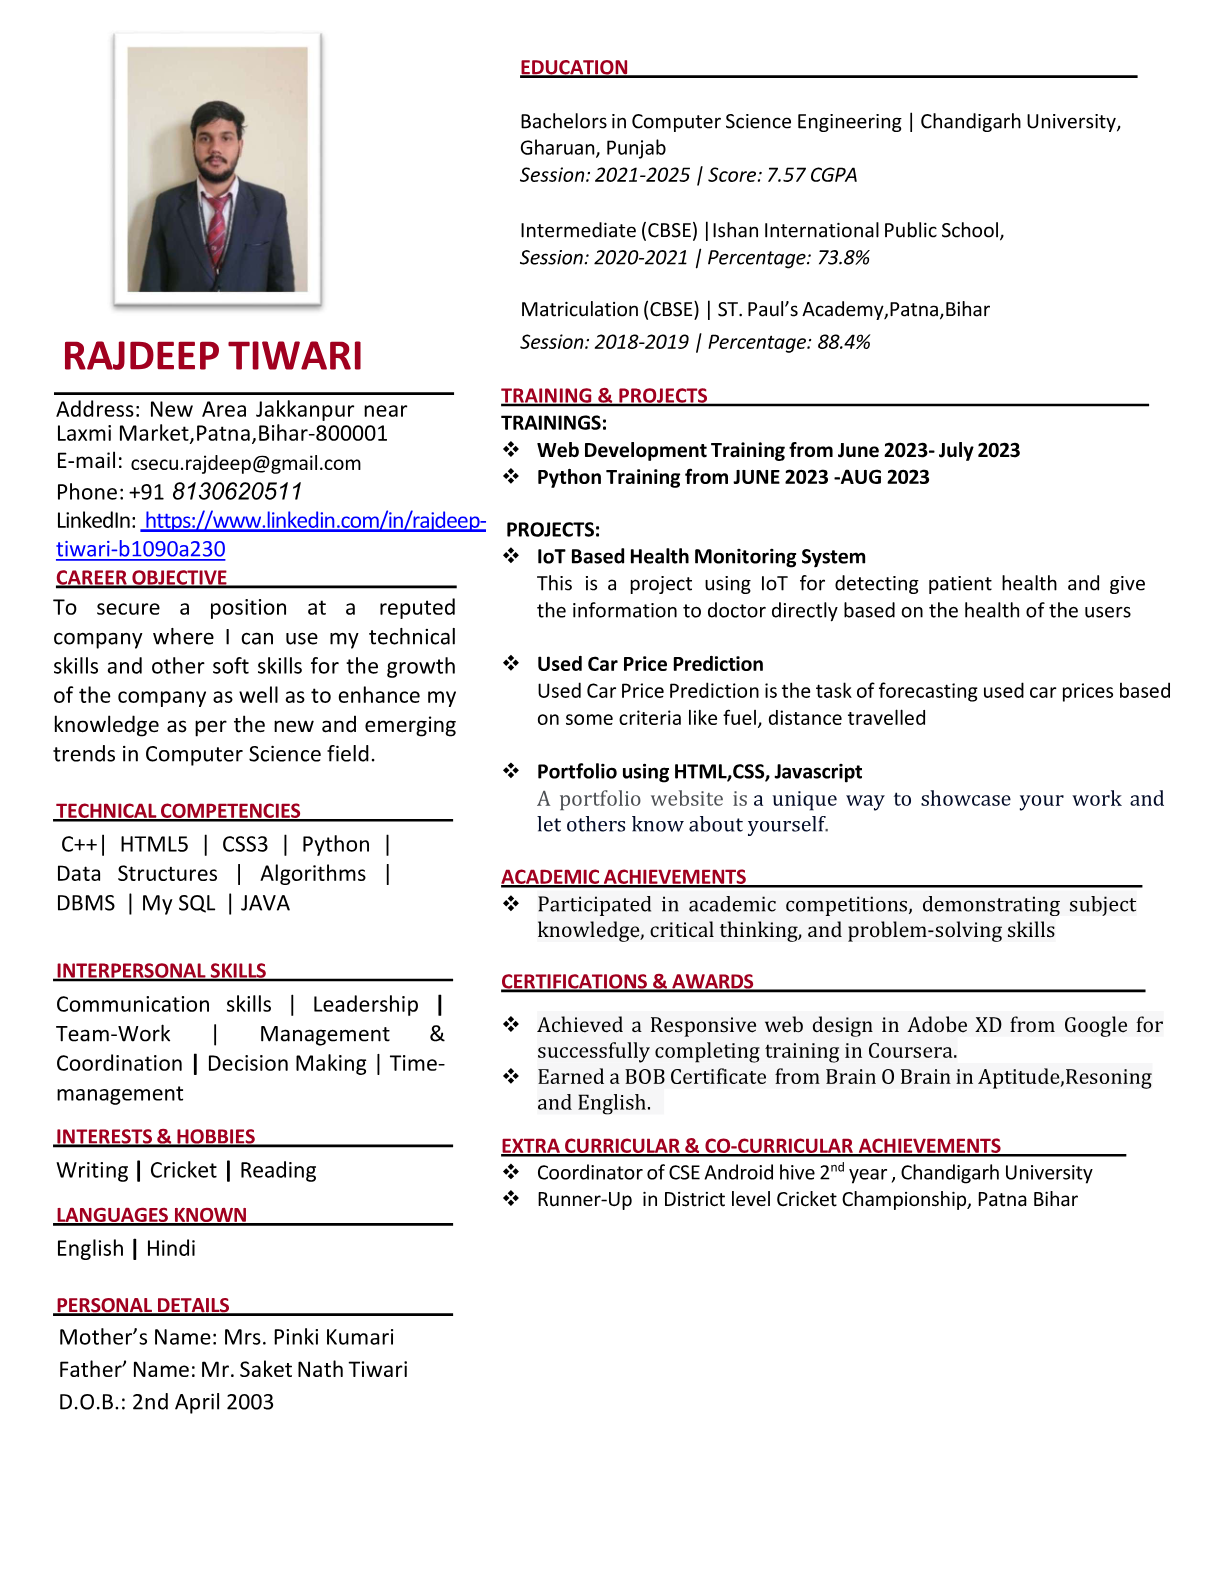 RAJDEEP TIWARI
Address: New Area Jakkanpur near
Laxmi Market,Patna,Bihar-800001
E-mail: csecu.rajdeep@gmail.com
Phone: +91 8130620511
LinkedIn: https://www.linkedin.com/in/rajdeep-
tiwari-b1090a230
CAREER OBJECTIVE
To secure a position at a reputed
company where I can use my technical
skills and other soft skills for the growth
of the company as well as to enhance my
knowledge as per the new and emerging
trends in Computer Science field.
TECHNICAL COMPETENCIES
C++| HTML5 | CSS3 | Python |
Data Structures | Algorithms |
DBMS | My SQL | JAVA
INTERPERSONAL SKILLS
Communication skills | Leadership |
Team-Work | Management &
Coordination | Decision Making | Time-
management
INTERESTS & HOBBIES
Writing | Cricket | Reading
LANGUAGES KNOWN
English | Hindi
PERSONAL DETAILS
Mother’s Name: Mrs. Pinki Kumari
Father’ Name: Mr. Saket Nath Tiwari
D.O.B.: 2nd April 2003
EDUCATION
Bachelors in Computer Science Engineering | Chandigarh University,
Gharuan, Punjab
Session: 2021-2025 | Score: 7.57 CGPA
Intermediate (CBSE) |Ishan International Public School,
Session: 2020-2021 | Percentage: 73.8%
Matriculation (CBSE) | ST. Paul’s Academy,Patna,Bihar
Session: 2018-2019 | Percentage: 88.4%
TRAINING & PROJECTS
TRAININGS:
❖ Web Development Training from June 2023- July 2023
❖ Python Training from JUNE 2023 -AUG 2023
PROJECTS:
❖ IoT Based Health Monitoring System
This is a project using IoT for detecting patient health and give
the information to doctor directly based on the health of the users
❖ Used Car Price Prediction
Used Car Price Prediction is the task of forecasting used car prices based
on some criteria like fuel, distance travelled
❖ Portfolio using HTML,CSS, Javascript
A portfolio website is a unique way to showcase your work and
let others know about yourself.
ACADEMIC ACHIEVEMENTS
❖ Participated in academic competitions, demonstrating subject
knowledge, critical thinking, and problem-solving skills
CERTIFICATIONS & AWARDS
❖ Achieved a Responsive web design in Adobe XD from Google for
successfully completing training in Coursera.
❖ Earned a BOB Certificate from Brain O Brain in Aptitude,Resoning
and English.
EXTRA CURRICULAR & CO-CURRICULAR ACHIEVEMENTS
❖ Coordinator of CSE Android hive 2nd year , Chandigarh University
❖ Runner-Up in District level Cricket Championship, Patna Bihar